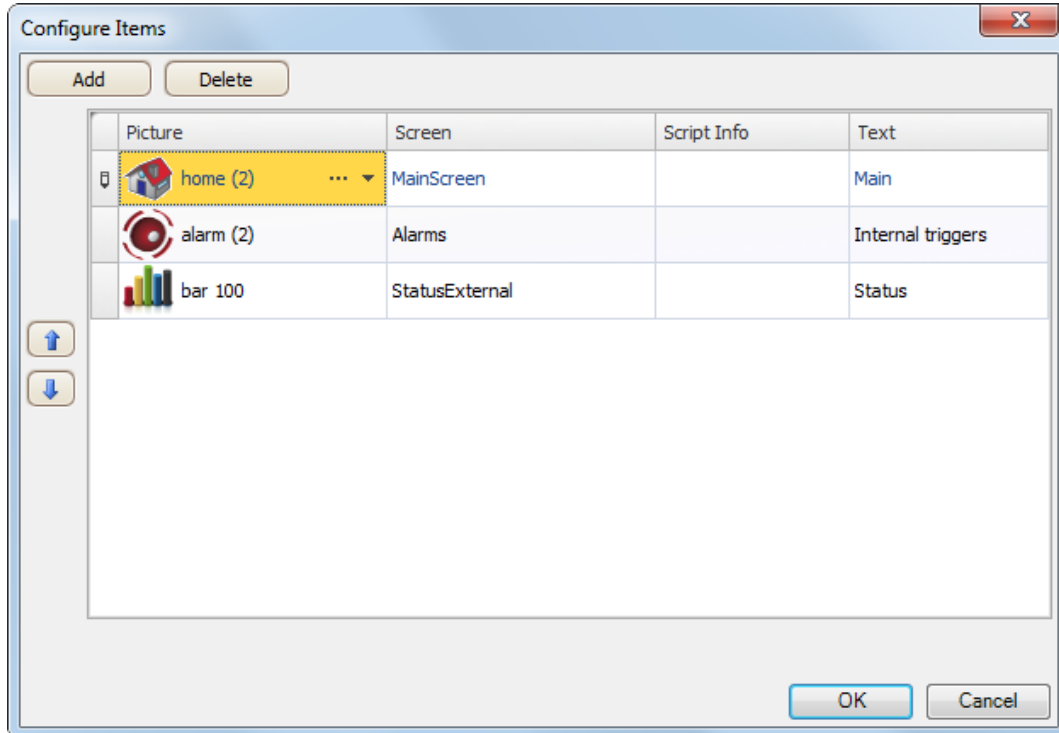 Configure Items
Add Delete
Picture Screen Script Info Text
home (2) ... MainScreen Main
alarm (2) Alarms Internal triggers
bar 100 StatusExternal Status
OK Cancel